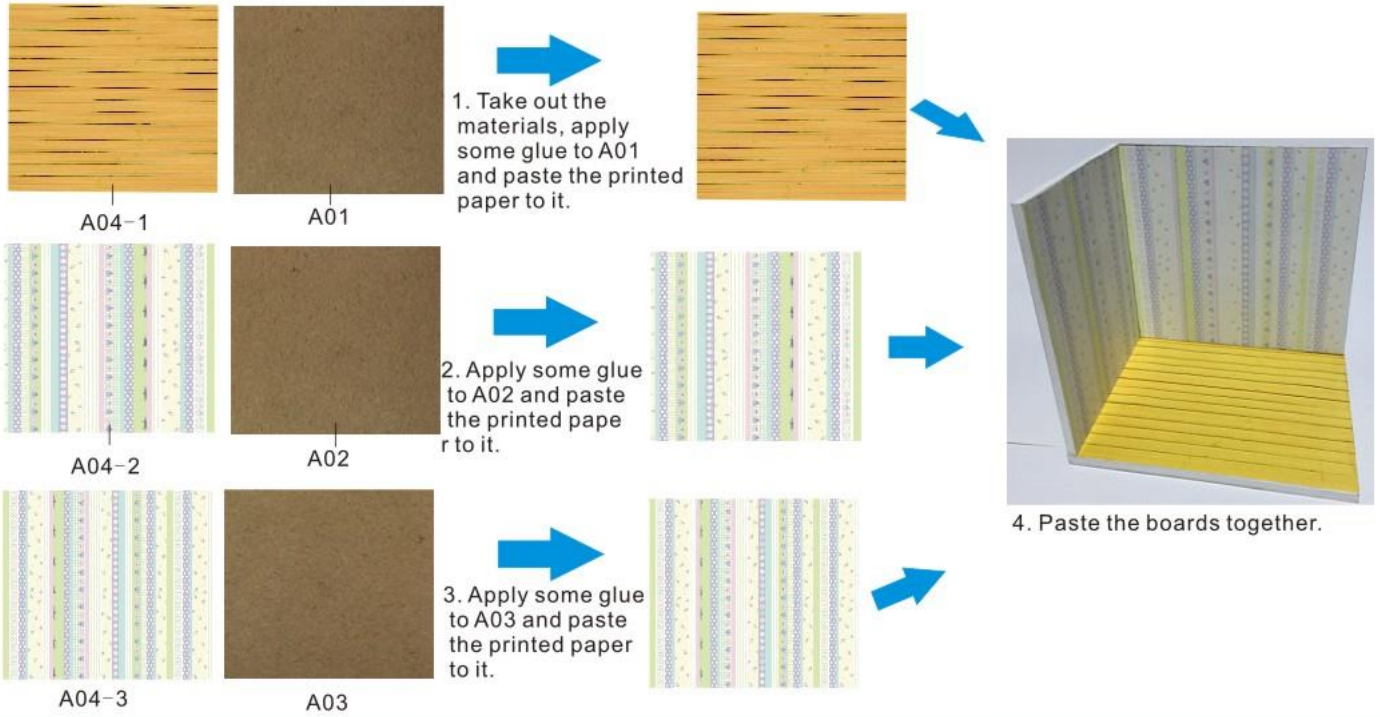 1. Take out the
materials, apply
some glue to A01
and paste the printed
paper to it.
A04-1
A01
2. Apply some glue
to A02 and paste
the printed pape
r to it.
A04-2
A02
3. Apply some glue
to A03 and paste
the printed paper
to it.
A04-3
A03
4. Paste the boards together.